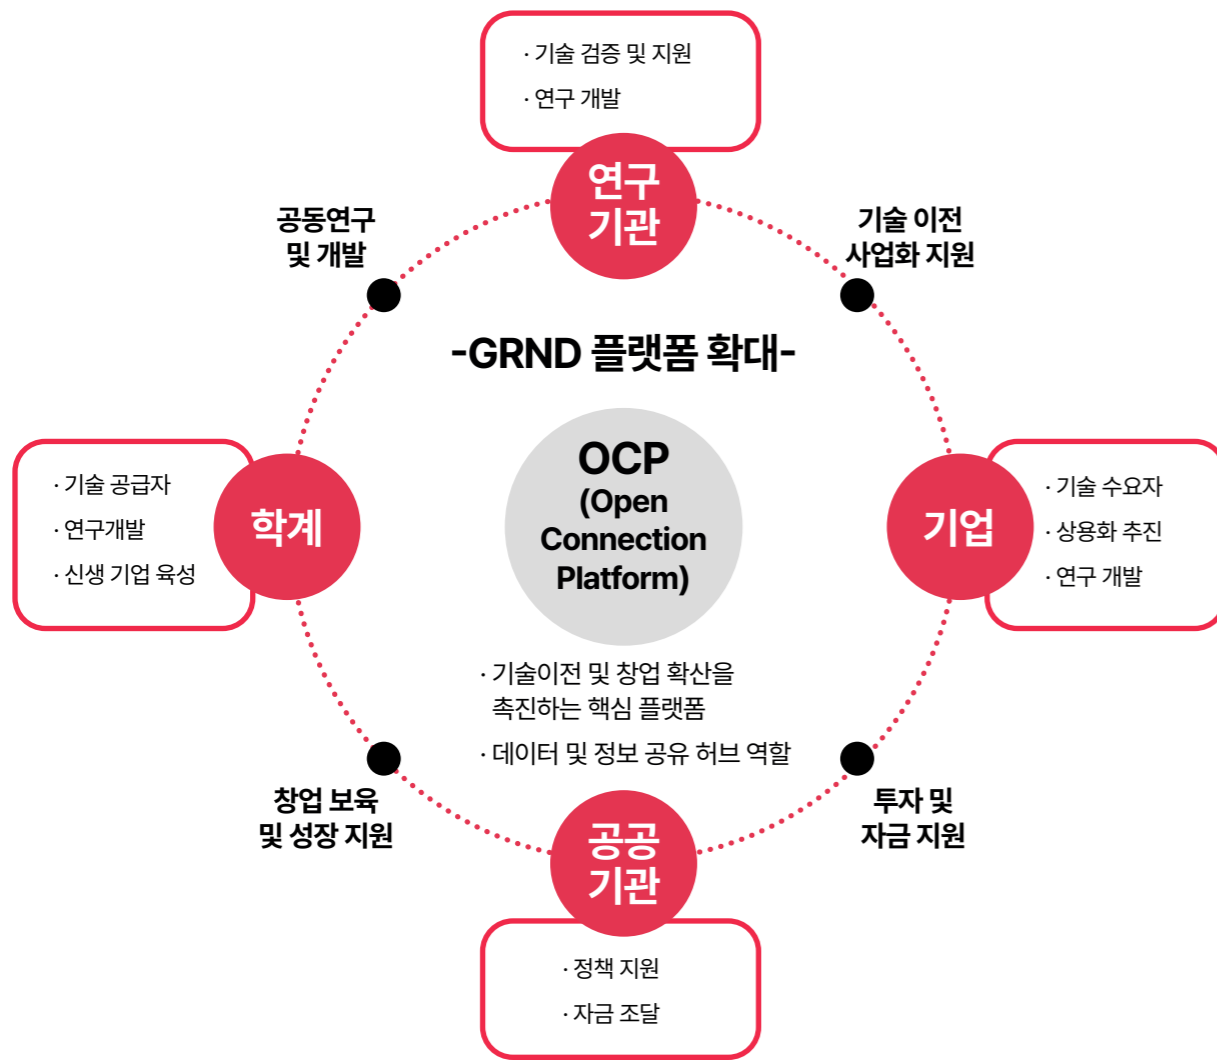 · 기술 검증 및 지원
· 연구 개발
연구
기관
공동연구
및 개발
기술 이전
사업화 지원
-GRND 플랫폼 확대-
OCP
(Open
Connection
Platform)
· 기술 공급자
· 연구개발
· 신생 기업 육성
학계
기업
· 기술 수요자
· 상용화 추진
· 연구 개발
· 기술이전 및 창업 확산을
촉진하는 핵심 플랫폼
· 데이터 및 정보 공유 허브 역할
창업 보육
및 성장 지원
투자 및
자금 지원
공공
기관
· 정책 지원
· 자금 조달